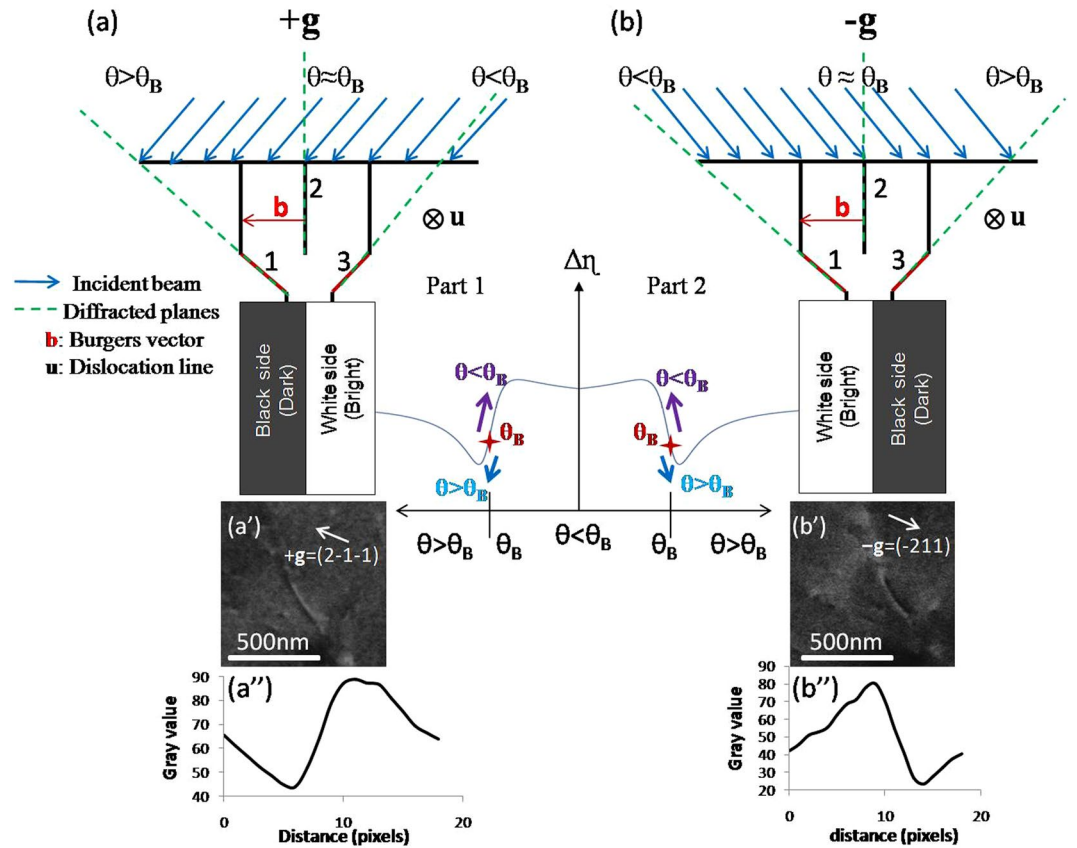 (a)
+g
θ>θB
θ≈θB
θ<θB
2
b
⊗ u
1
3
(b)
-g
θ<θB
θ ≈ θB
θ>θB
2
b
⊗ u
1
3
Incident beam
Diffracted planes
b: Burgers vector
u: Dislocation line
Black side
(Dark)
White side
(Bright)
Part 1
Δη
Part 2
θ<θB
θB
θ>θB
θ<θB
θB
θ>θB
θ>θB
θB
θ<θB
θB
θ>θB
White side
(Bright)
Black side
(Dark)
(a')
+g=(2-1-1)
500nm
(b')
−g=(-211)
500nm
(a'')
Gray value
90
80
70
60
50
40
0
10
20
Distance (pixels)
(b'')
Gray value
90
80
70
60
50
40
30
20
0
10
20
distance (pixels)